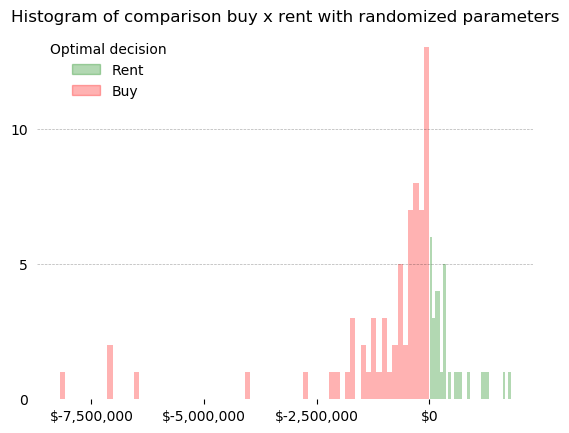 Histogram of comparison buy x rent with randomized parameters
Optimal decision
Rent
Buy
10
5
0
$-7,500,000 $-5,000,000 $-2,500,000 $0